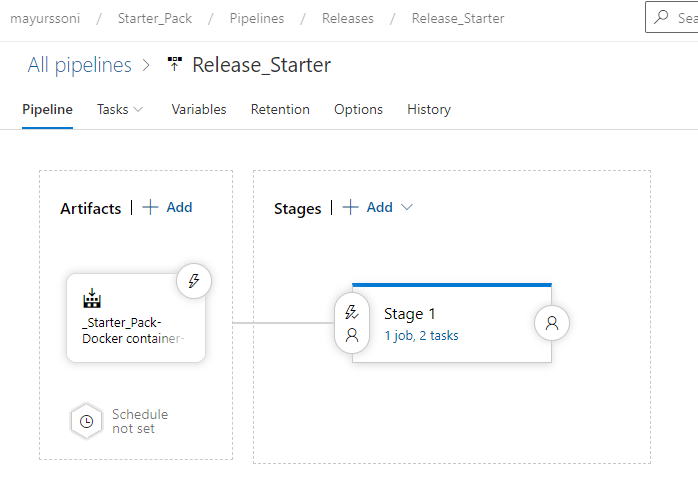 mayurssoni / Starter_Pack / Pipelines / Releases / Release_Starter
All pipelines > Release_Starter
Pipeline Tasks Variables Retention Options History
Artifacts | + Add
Stages | + Add
_Starter_Pack-
Docker container-
Stage 1
1 job, 2 tasks
Schedule
not set